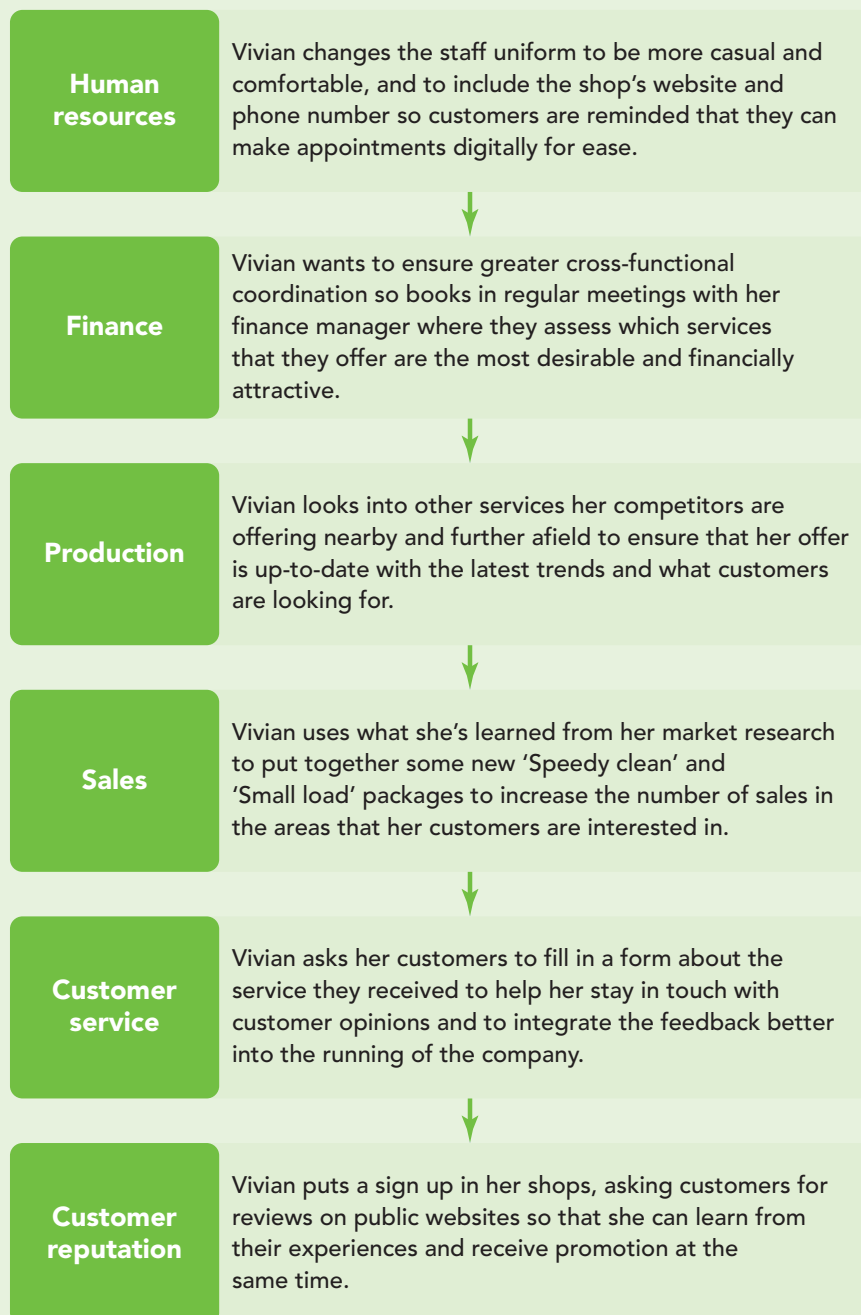 Human
resources
Vivian changes the staff uniform to be more casual and
comfortable, and to include the shop’s website and
phone number so customers are reminded that they can
make appointments digitally for ease.
Finance
Vivian wants to ensure greater cross-functional
coordination so books in regular meetings with her
finance manager where they assess which services
that they offer are the most desirable and financially
attractive.
Production
Vivian looks into other services her competitors are
offering nearby and further afield to ensure that her offer
is up-to-date with the latest trends and what customers
are looking for.
Sales
Vivian uses what she’s learned from her market research
to put together some new ‘Speedy clean’ and
‘Small load’ packages to increase the number of sales in
the areas that her customers are interested in.
Customer
service
Vivian asks her customers to fill in a form about the
service they received to help her stay in touch with
customer opinions and to integrate the feedback better
into the running of the company.
Customer
reputation
Vivian puts a sign up in her shops, asking customers for
reviews on public websites so that she can learn from
their experiences and receive promotion at the
same time.